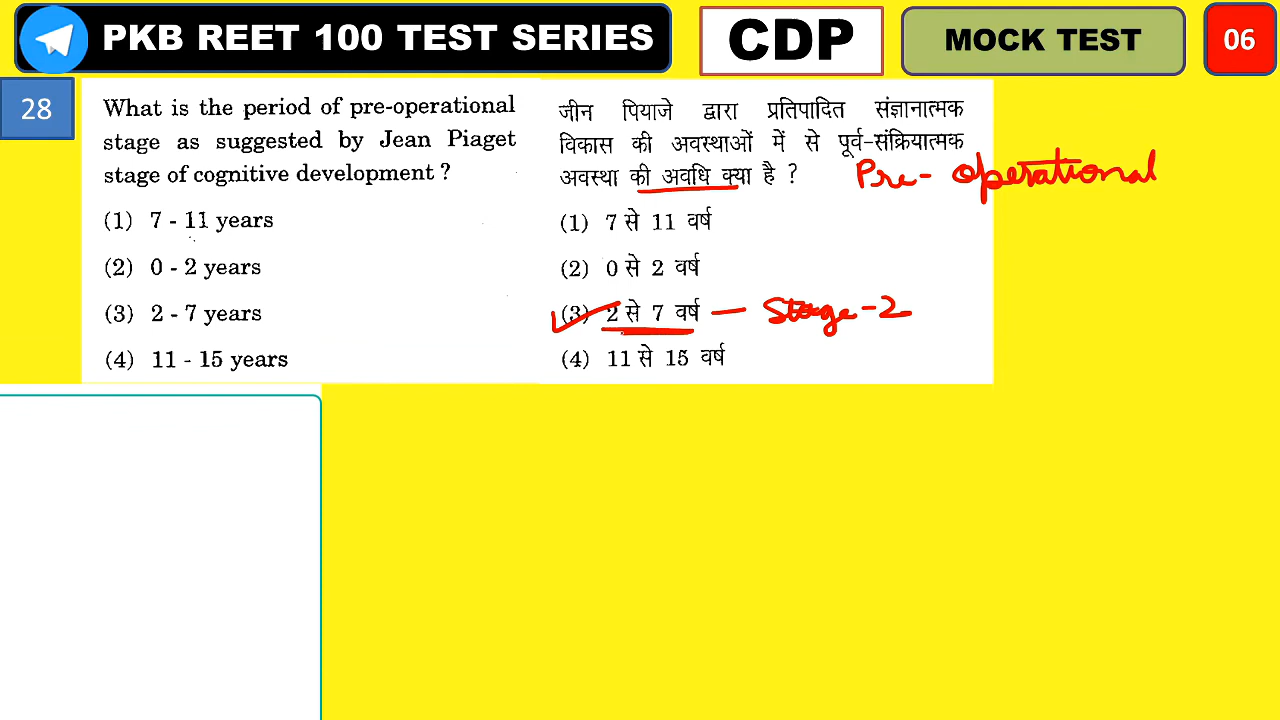 PKB REET 100 TEST SERIES
CDP
MOCK TEST
06
28
What is the period of pre-operational
stage as suggested by Jean Piaget
stage of cognitive development ?
(1) 7 - 11 years
(2) 0 - 2 years
(3) 2 - 7 years
(4) 11 - 15 years
जीन पियाजे द्वारा प्रतिपादित संज्ञानात्मक
विकास की अवस्थाओं में से पूर्व-संक्रियात्मक
अवस्था की अवधि क्या है ?
Pre- operational
(1) 7 से 11 वर्ष
(2) 0 से 2 वर्ष
(3) 2 से 7 वर्ष — Stage-2
(4) 11 से 15 वर्ष